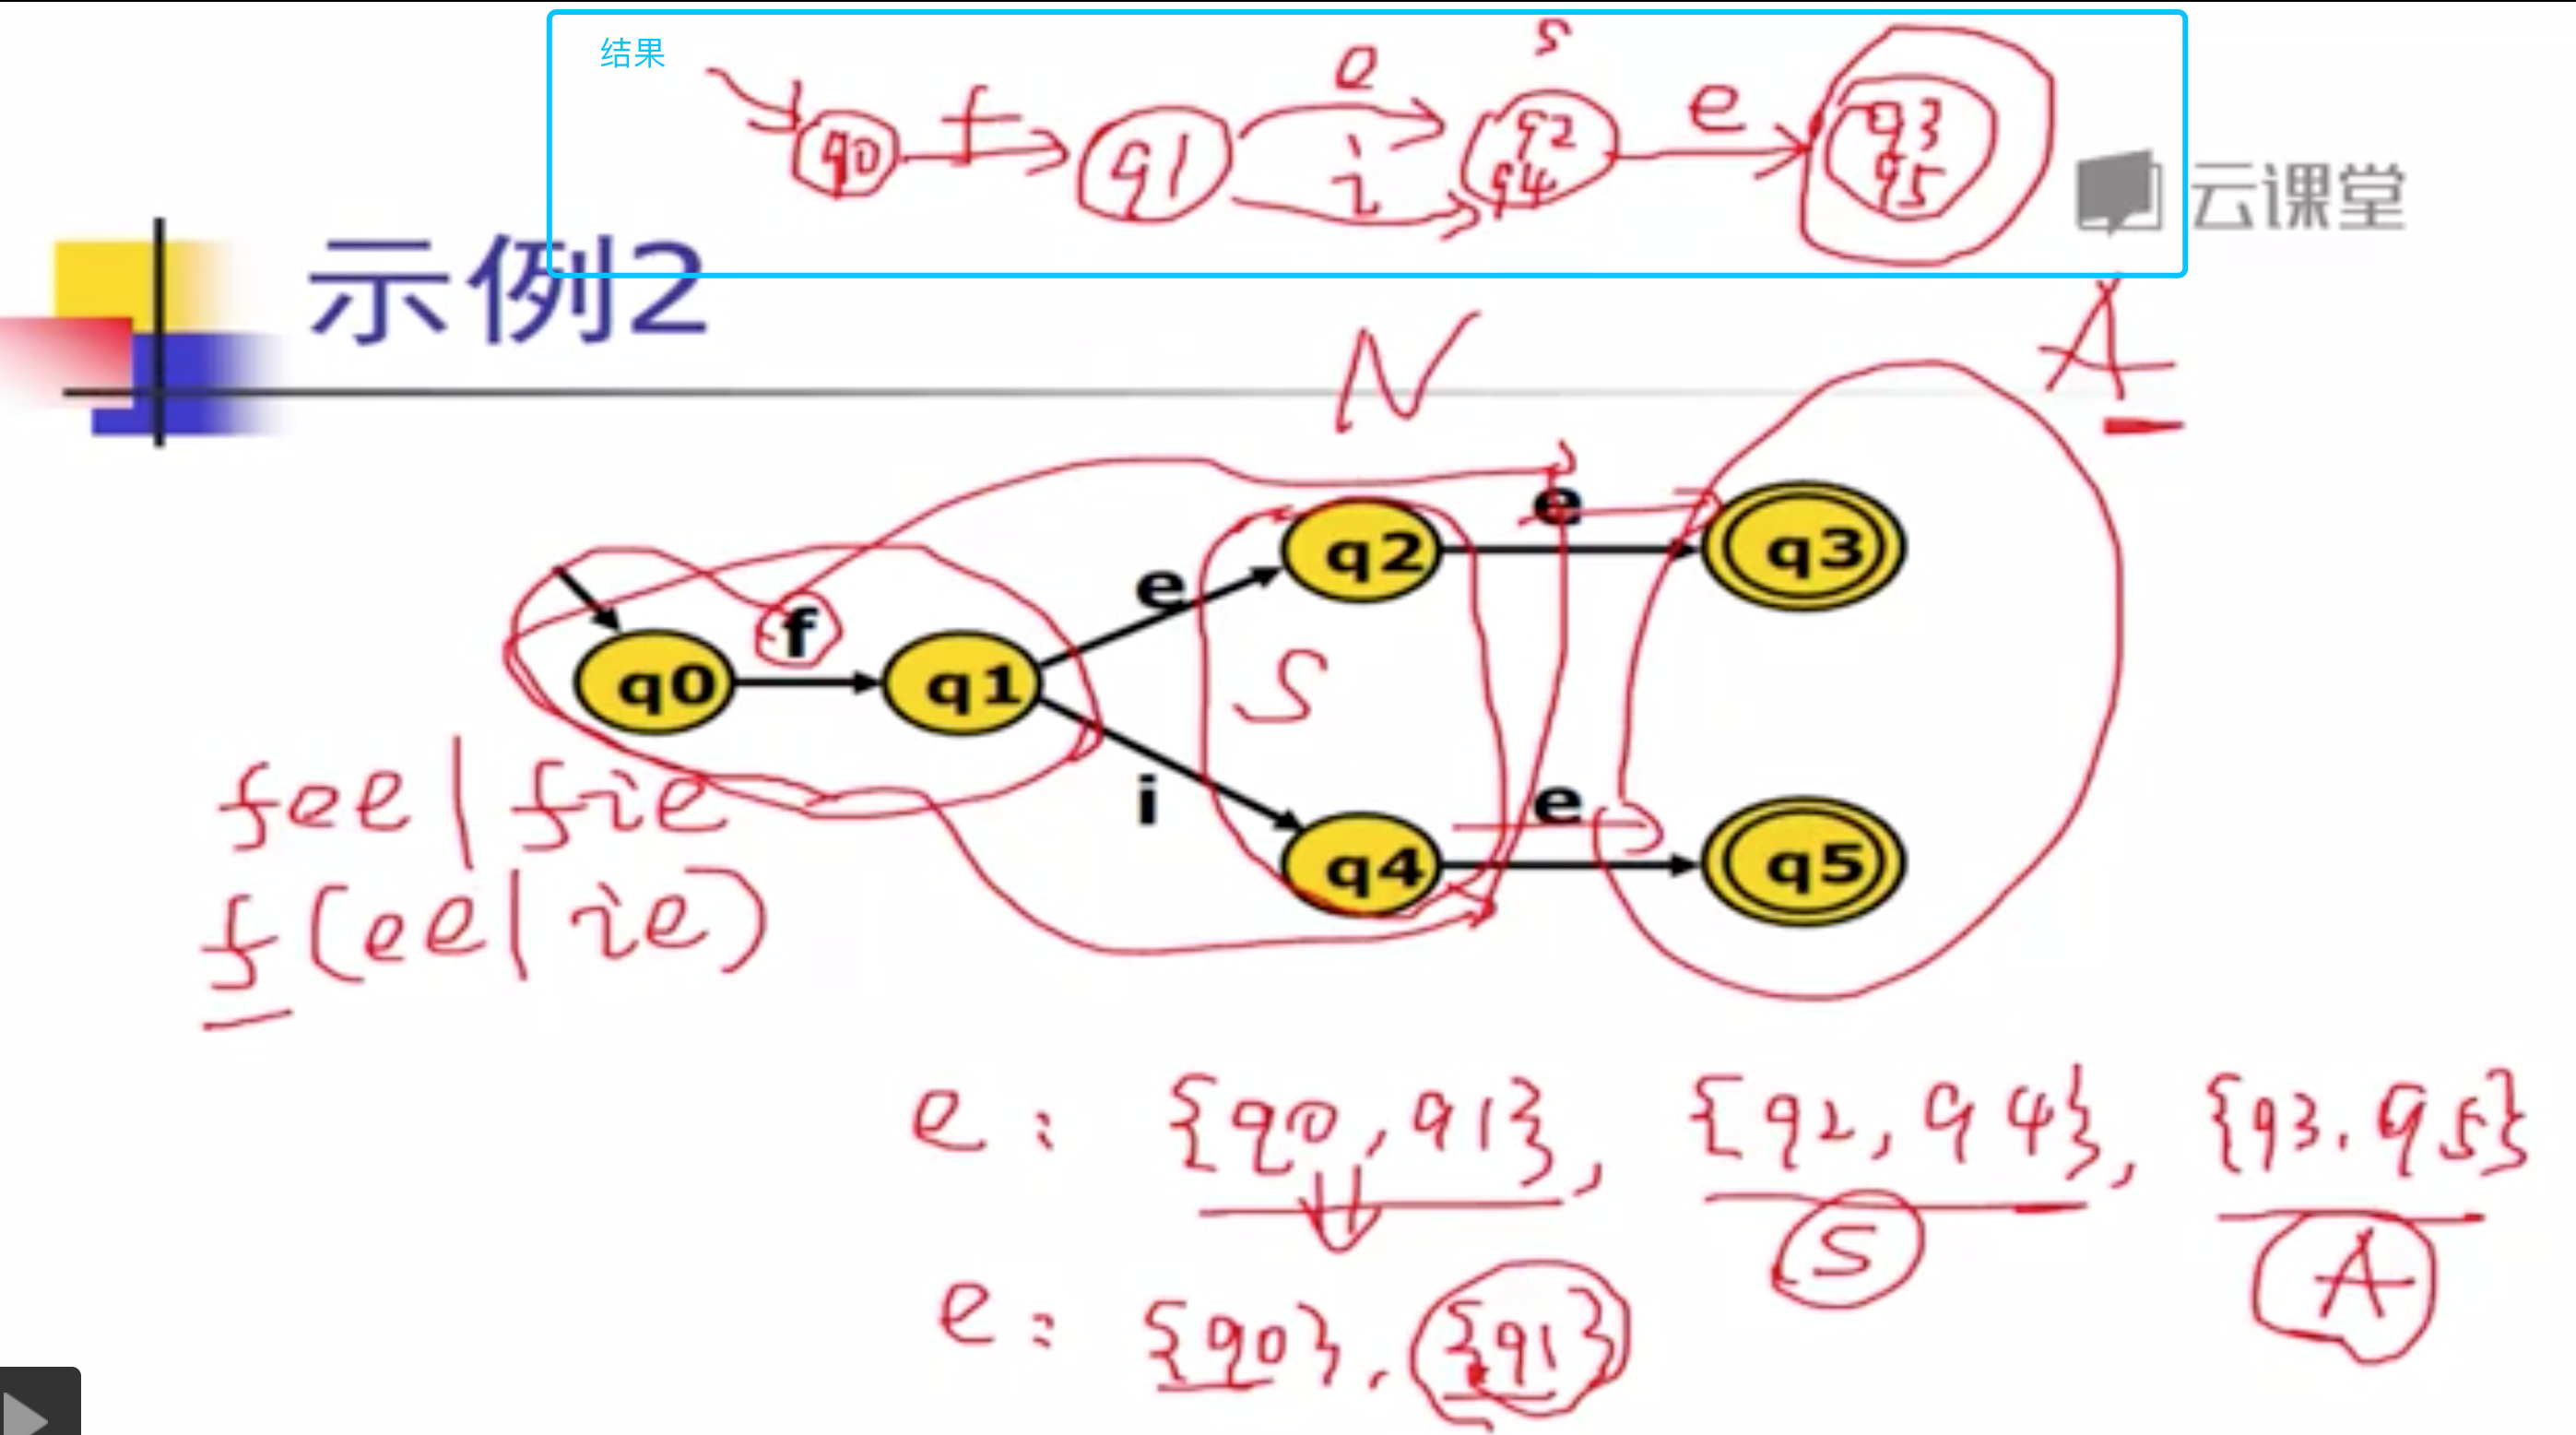 结果
q0 f q1 e i s q2 q4 e q3 q5
云课堂
示例2
N A
q0 f q1 e i S q2 q4 e e q3 q5
fee|fie
f(ee|ie)
e: {q0,q1}, {q2,q4}, {q3.q5}
S A
e: {q0}, {q1}